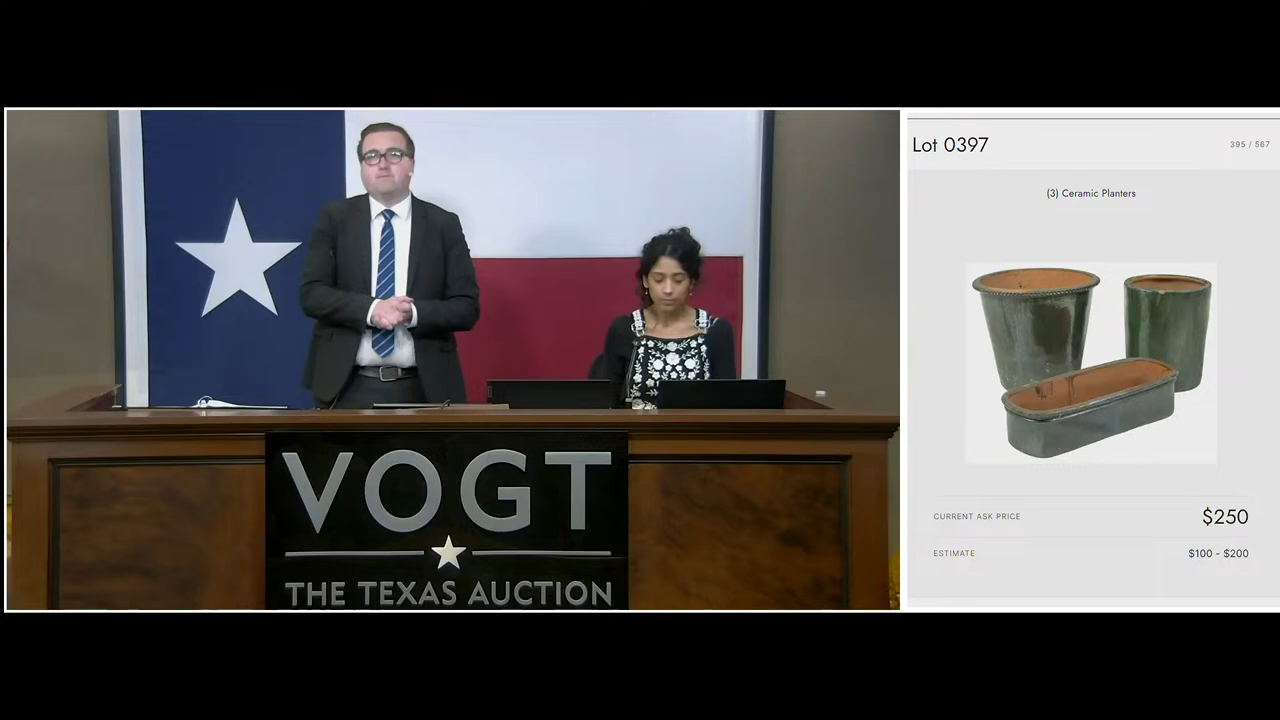 VOGT
THE TEXAS AUCTION
Lot 0397
395 / 567
(3) Ceramic Planters
CURRENT ASK PRICE
$250
ESTIMATE
$100 - $200